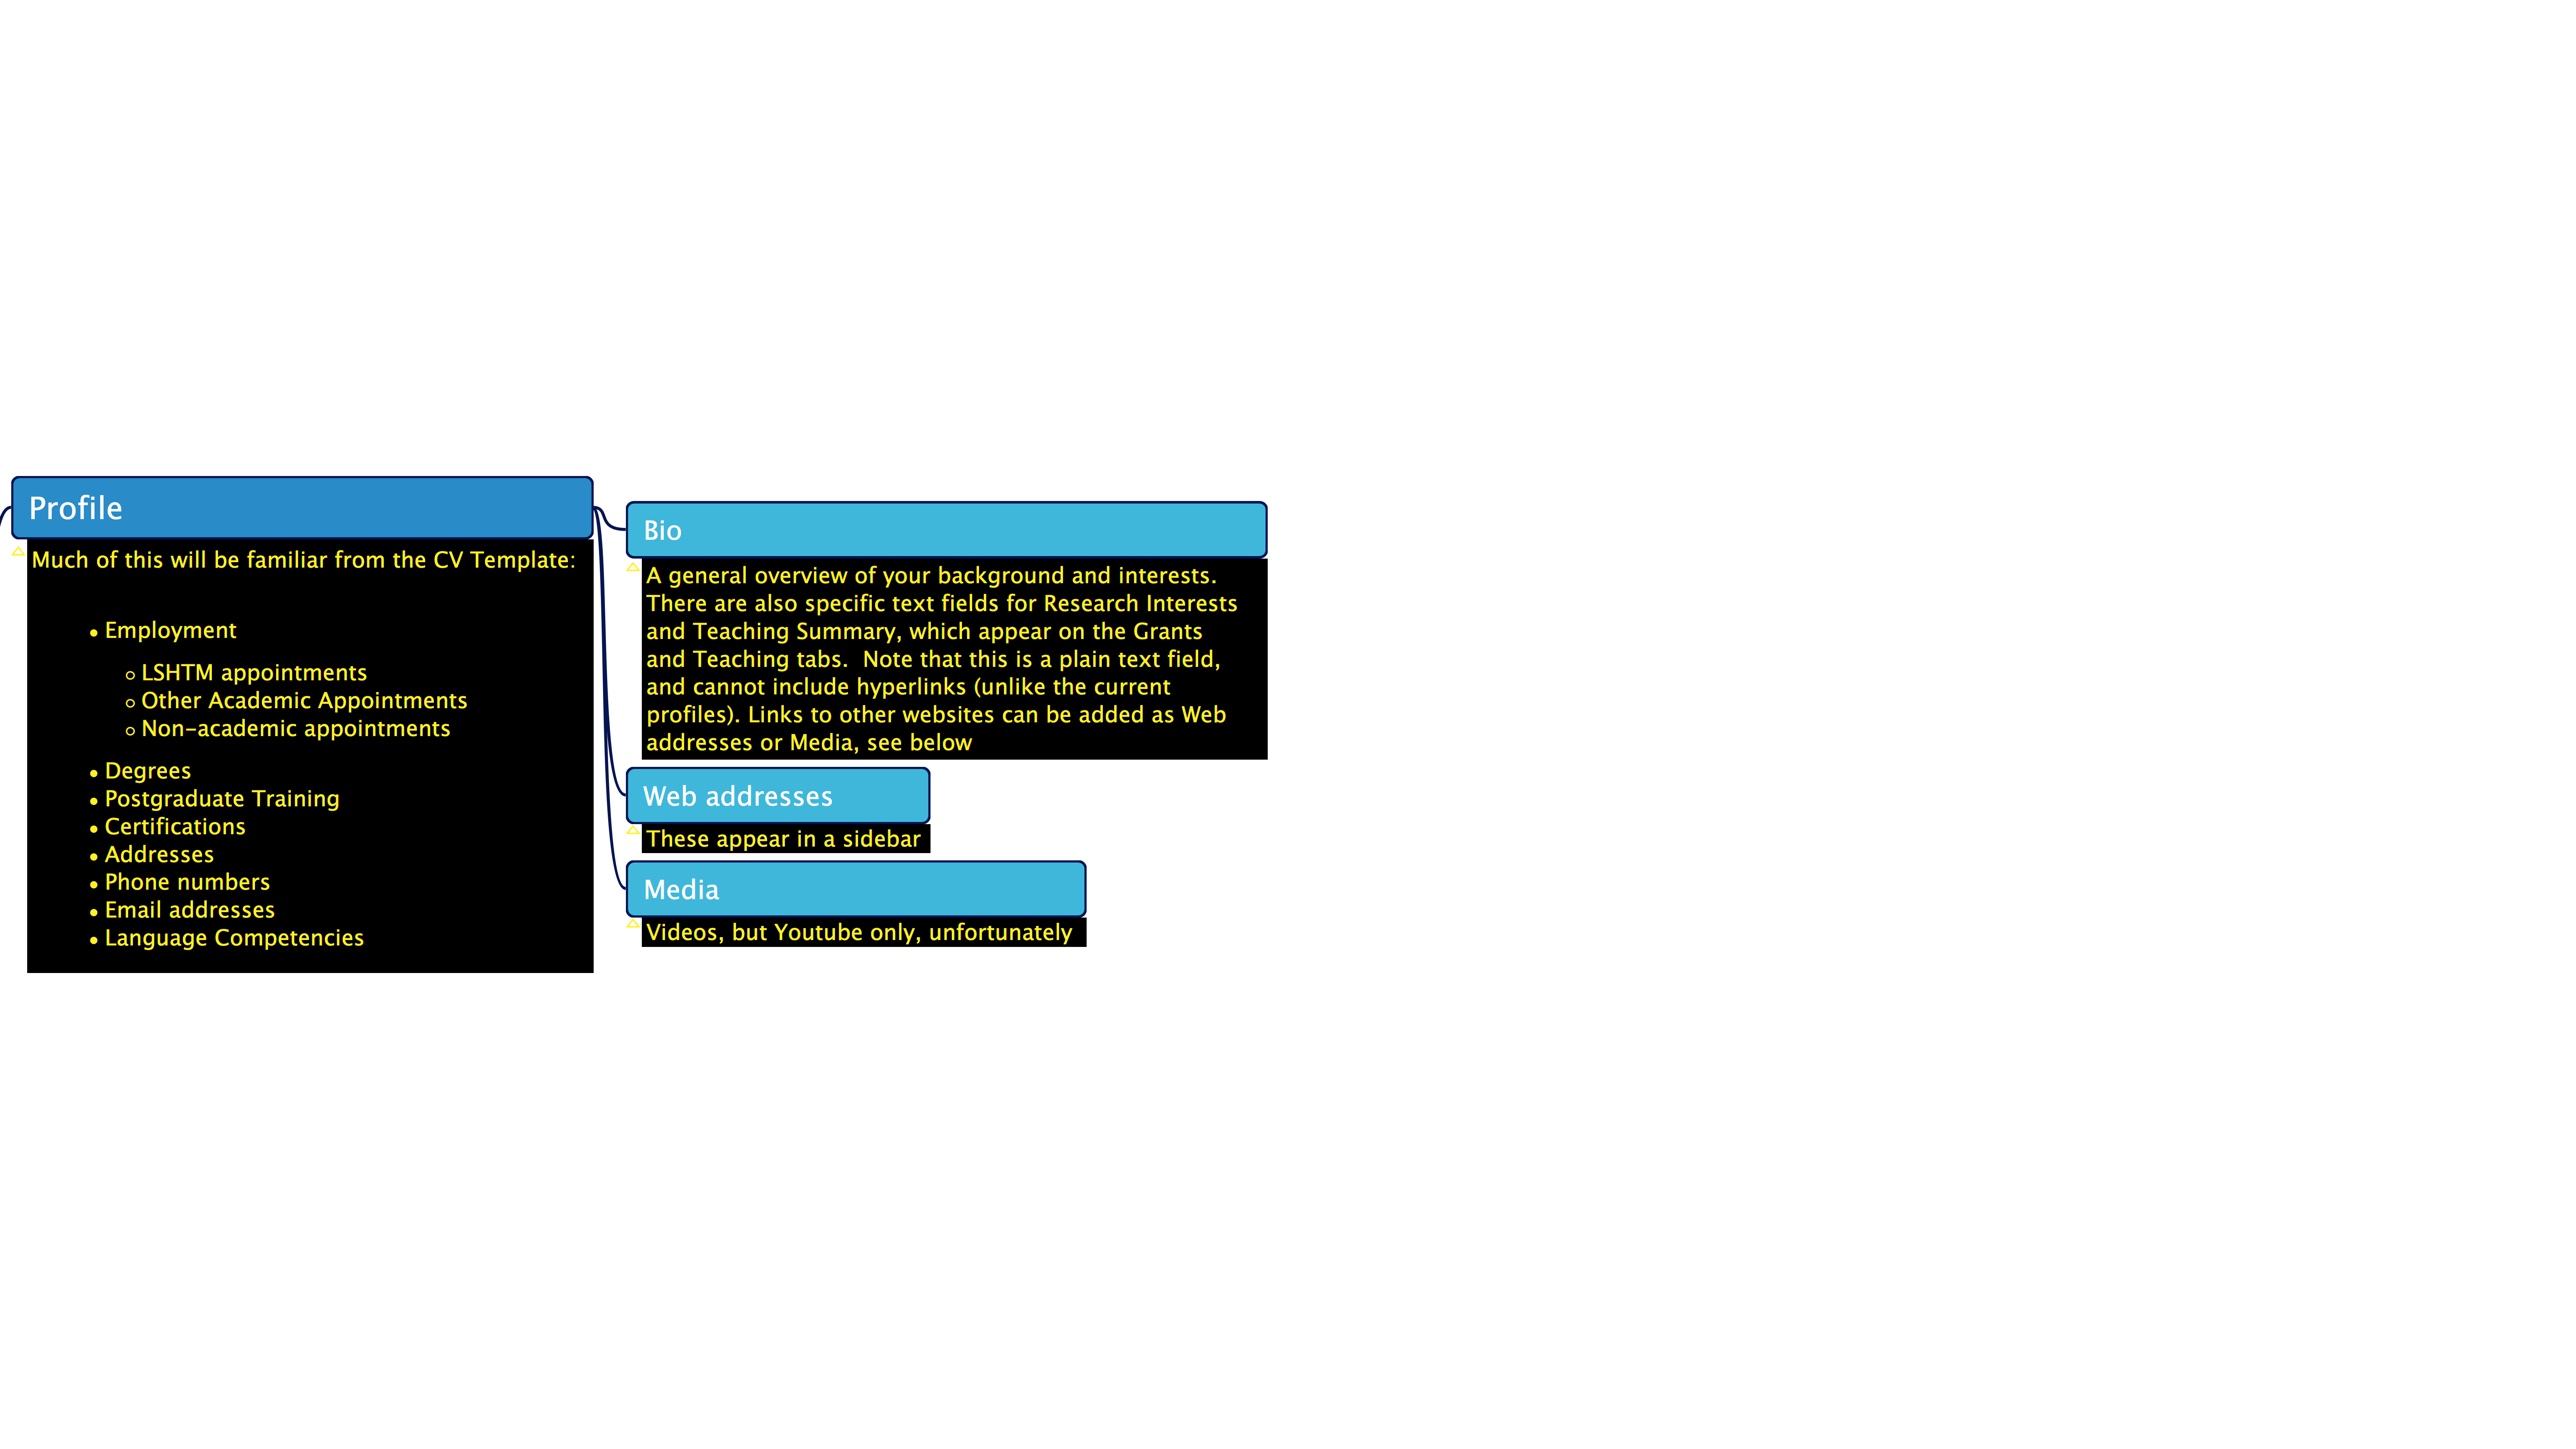 Profile
Much of this will be familiar from the CV Template:
• Employment
○ LSHTM appointments
○ Other Academic Appointments
○ Non-academic appointments
• Degrees
• Postgraduate Training
• Certifications
• Addresses
• Phone numbers
• Email addresses
• Language Competencies
Bio
A general overview of your background and interests.
There are also specific text fields for Research Interests
and Teaching Summary, which appear on the Grants
and Teaching tabs.  Note that this is a plain text field,
and cannot include hyperlinks (unlike the current
profiles). Links to other websites can be added as Web
addresses or Media, see below
Web addresses
These appear in a sidebar
Media
Videos, but Youtube only, unfortunately